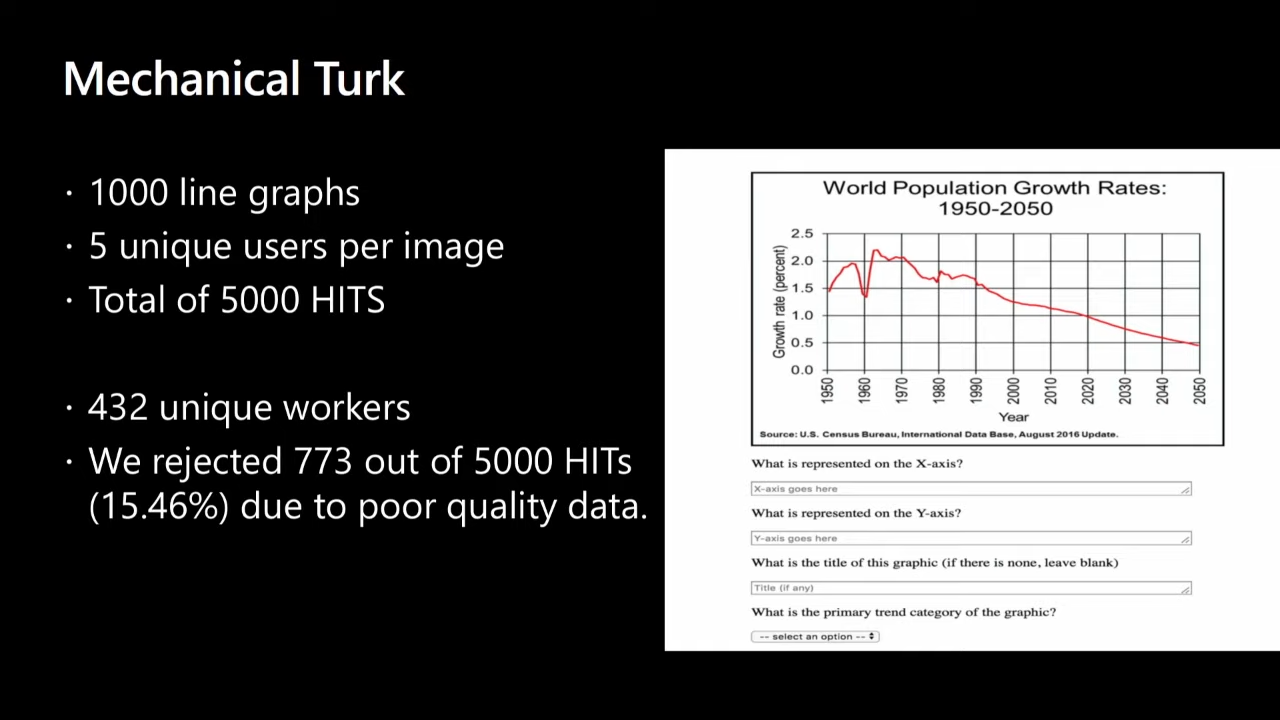 Mechanical Turk
· 1000 line graphs
· 5 unique users per image
· Total of 5000 HITS
· 432 unique workers
· We rejected 773 out of 5000 HITs
(15.46%) due to poor quality data.
World Population Growth Rates:
1950-2050
Growth rate (percent)
2.5
2.0
1.5
1.0
0.5
0.0
1950 1960 1970 1980 1990 2000 2010 2020 2030 2040 2050
Year
Source: U.S. Census Bureau, International Data Base, August 2016 Update.
What is represented on the X-axis?
X-axis goes here
What is represented on the Y-axis?
Y-axis goes here
What is the title of this graphic (if there is none, leave blank)
Title (if any)
What is the primary trend category of the graphic?
-- select an option --